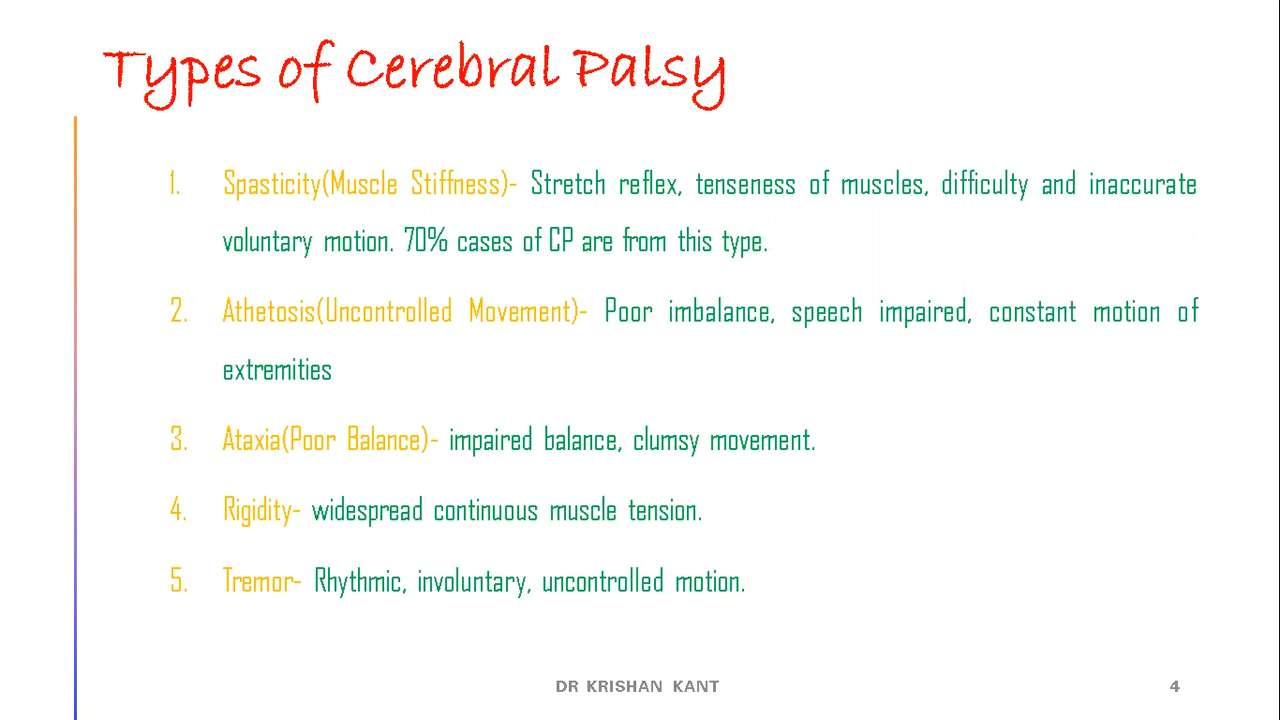 Types of Cerebral Palsy
1. Spasticity(Muscle Stiffness)- Stretch reflex, tenseness of muscles, difficulty and inaccurate
voluntary motion. 70% cases of CP are from this type.
2. Athetosis(Uncontrolled Movement)- Poor imbalance, speech impaired, constant motion of
extremities
3. Ataxia(Poor Balance)- impaired balance, clumsy movement.
4. Rigidity- widespread continuous muscle tension.
5. Tremor- Rhythmic, involuntary, uncontrolled motion.
DR KRISHAN KANT
4